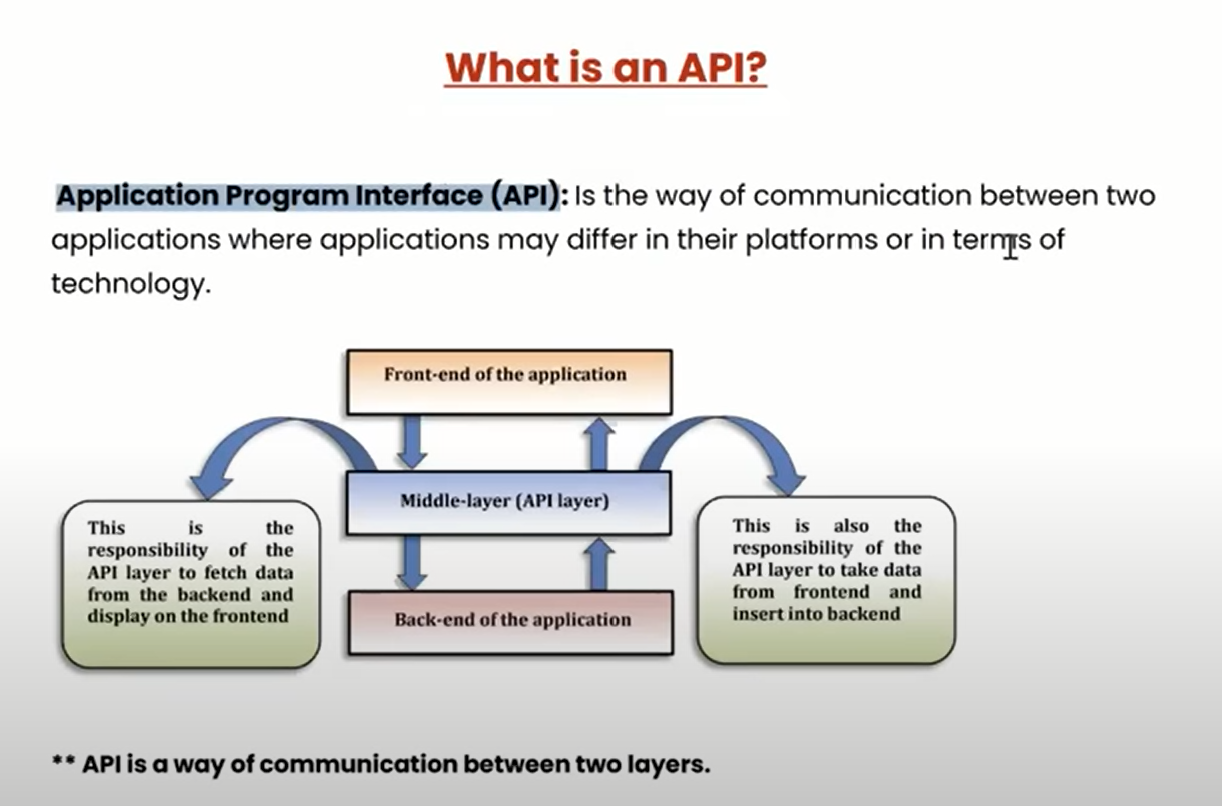 What is an API?
Application Program Interface (API): Is the way of communication between two
applications where applications may differ in their platforms or in terms of
technology.
Front-end of the application
Middle-layer (API layer)
Back-end of the application
This is the
responsibility of the
API layer to fetch data
from the backend and
display on the frontend
This is also the
responsibility of the
API layer to take data
from frontend and
insert into backend
** API is a way of communication between two layers.